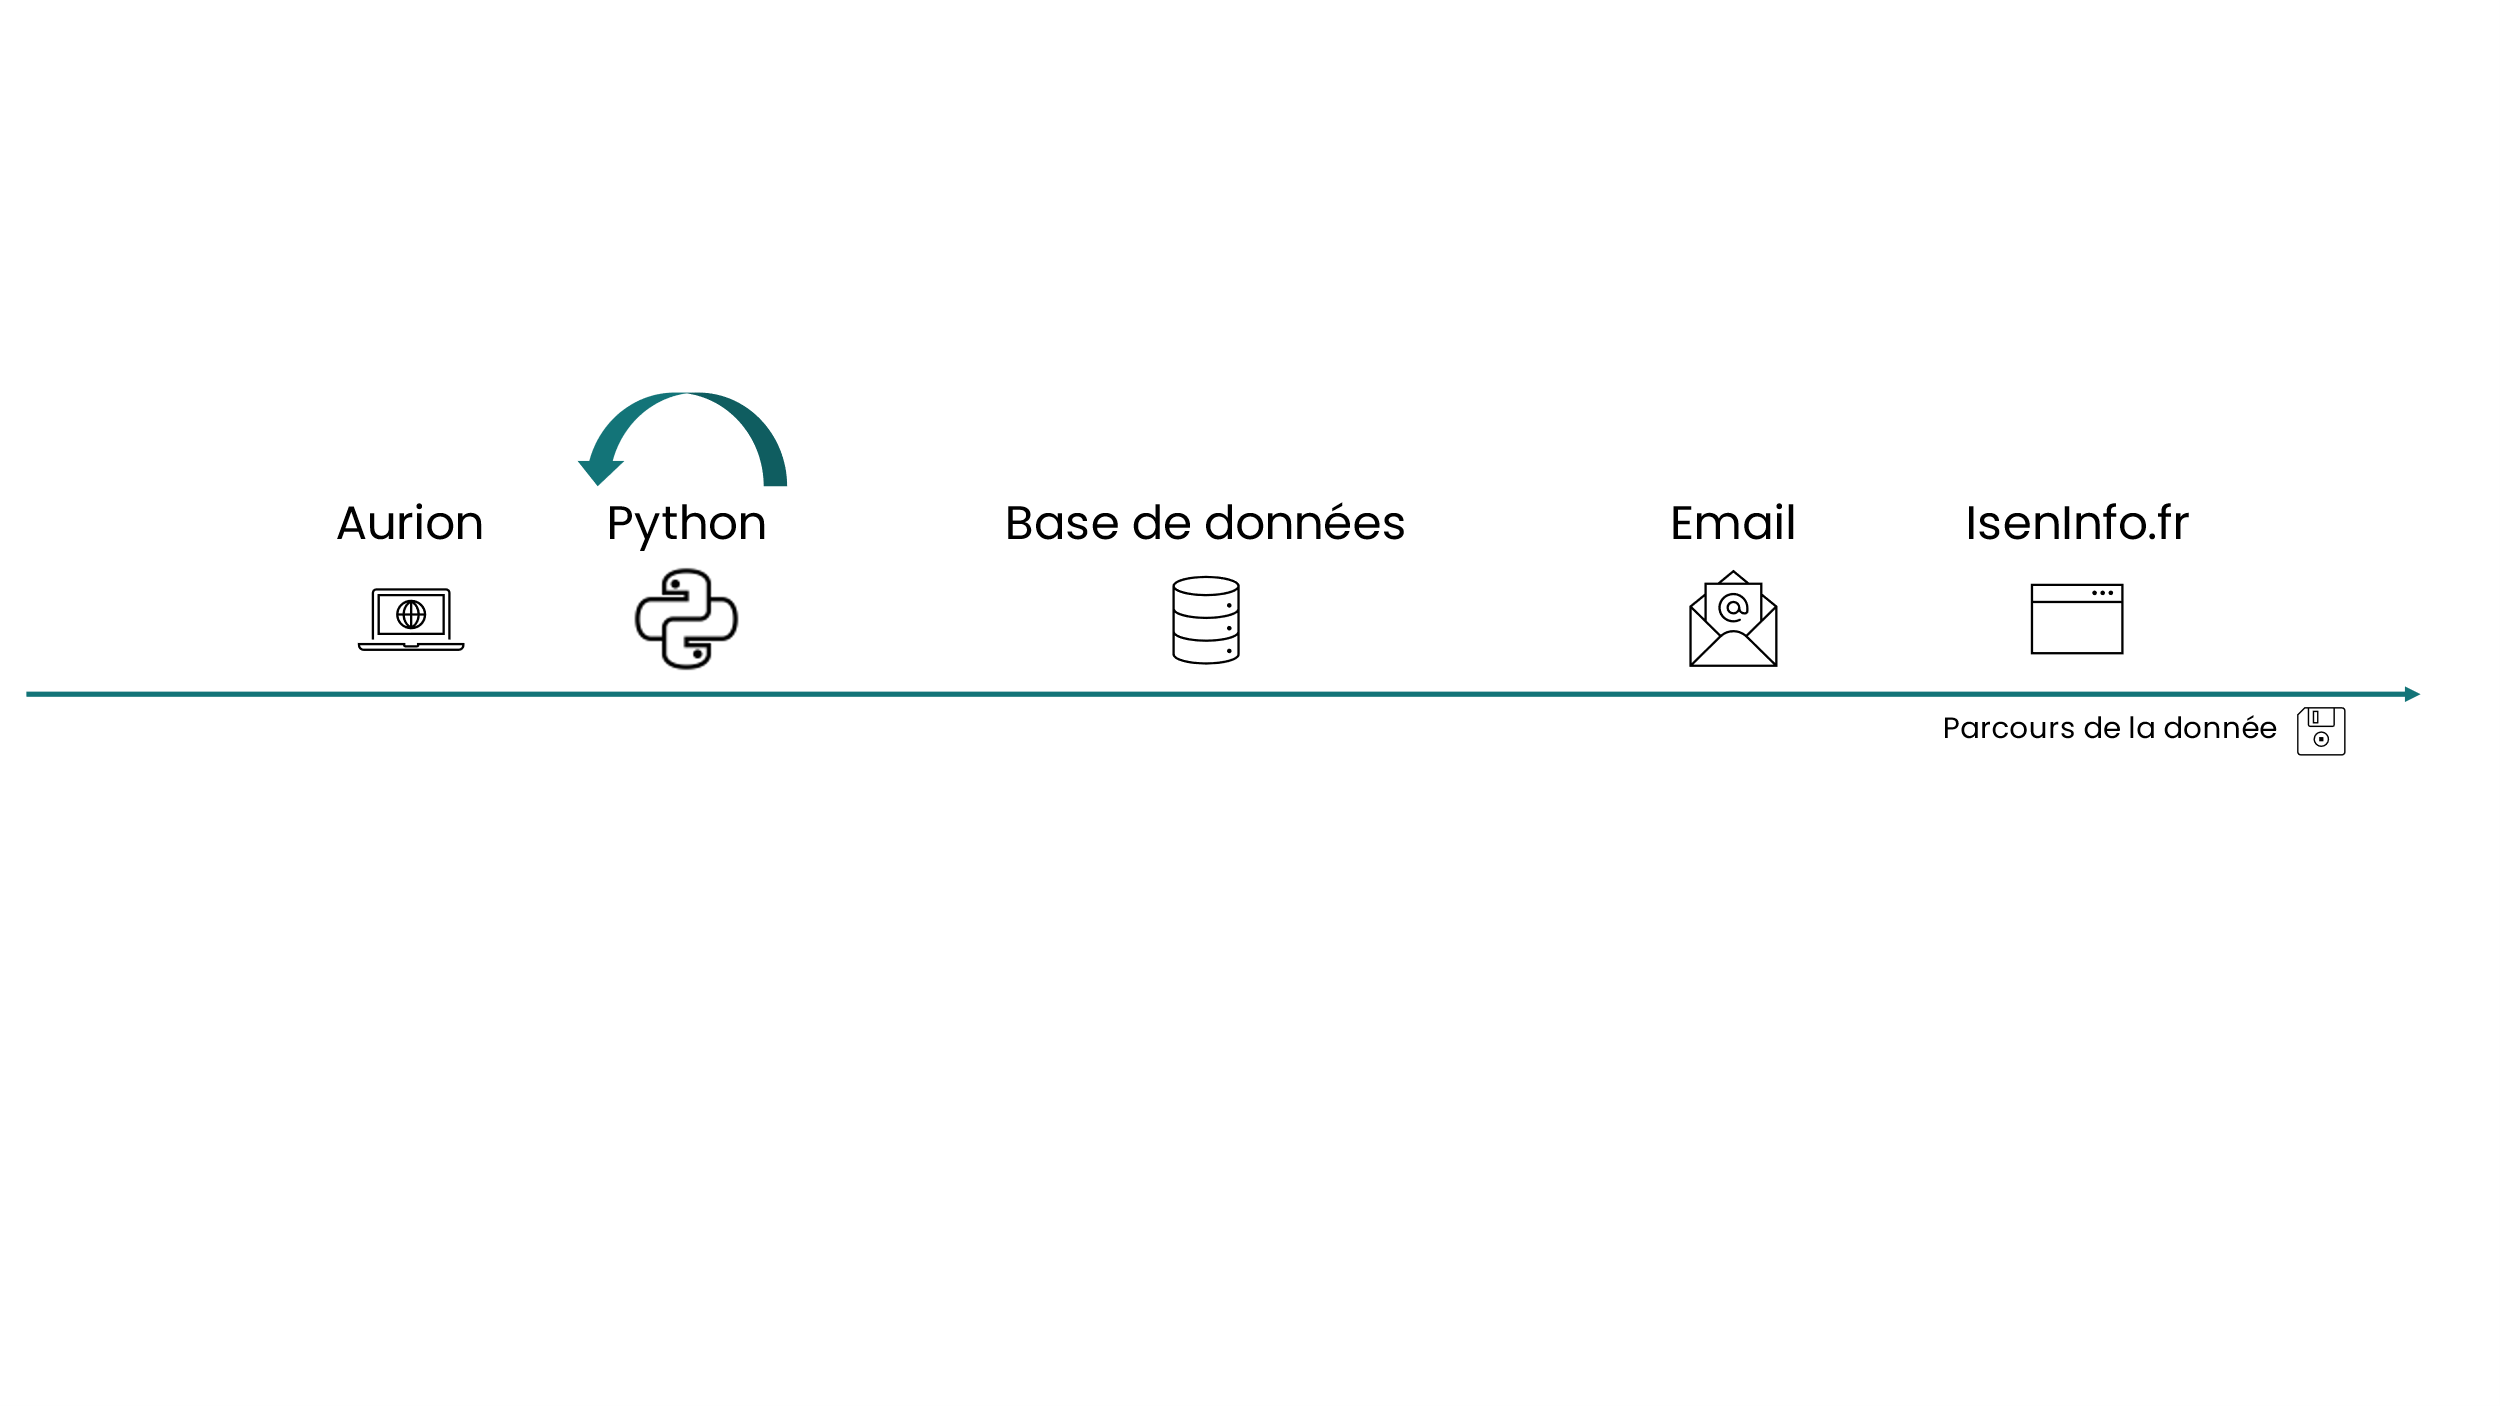 Aurion
Python
Base de données
Email
IsenInfo.fr
Parcours de la donnée